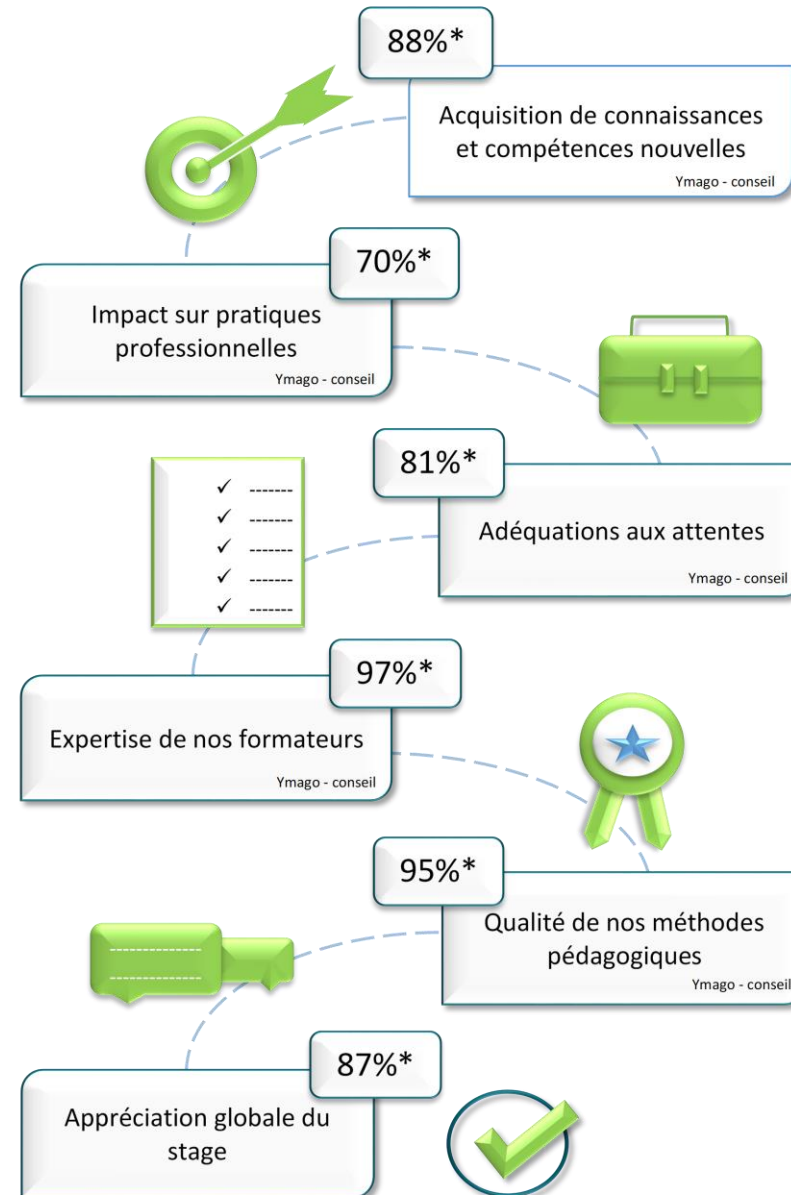 88%*
Acquisition de connaissances
et compétences nouvelles
Ymago - conseil
70%*
Impact sur pratiques
professionnelles
Ymago - conseil
81%*
Adéquations aux attentes
Ymago - conseil
✓ -------
✓ -------
✓ -------
✓ -------
✓ -------
97%*
Expertise de nos formateurs
Ymago - conseil
95%*
Qualité de nos méthodes
pédagogiques
Ymago - conseil
87%*
Appréciation globale du
stage